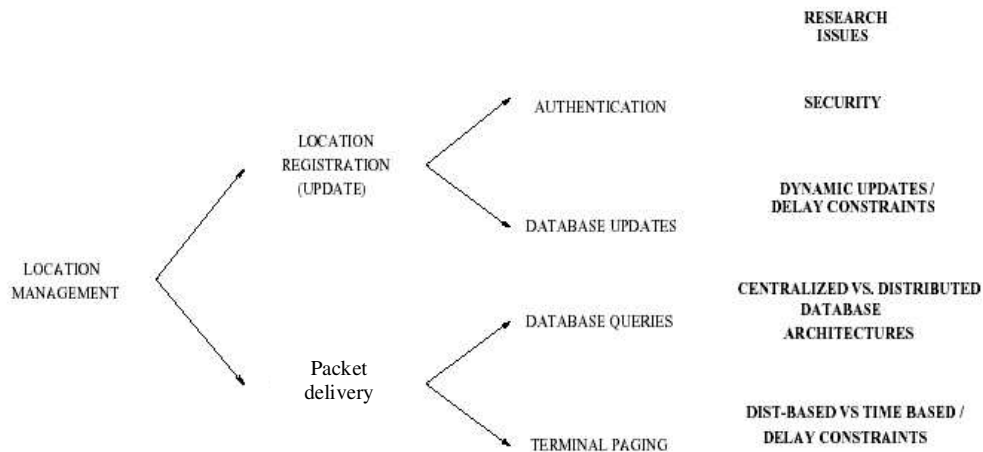 RESEARCH
ISSUES
AUTHENTICATION
SECURITY
LOCATION
REGISTRATION
(UPDATE)
DYNAMIC UPDATES /
DELAY CONSTRAINTS
DATABASE UPDATES
LOCATION
MANAGEMENT
CENTRALIZED VS. DISTRIBUTED
DATABASE
ARCHITECTURES
DATABASE QUERIES
Packet
delivery
DIST-BASED VS TIME BASED /
DELAY CONSTRAINTS
TERMINAL PAGING